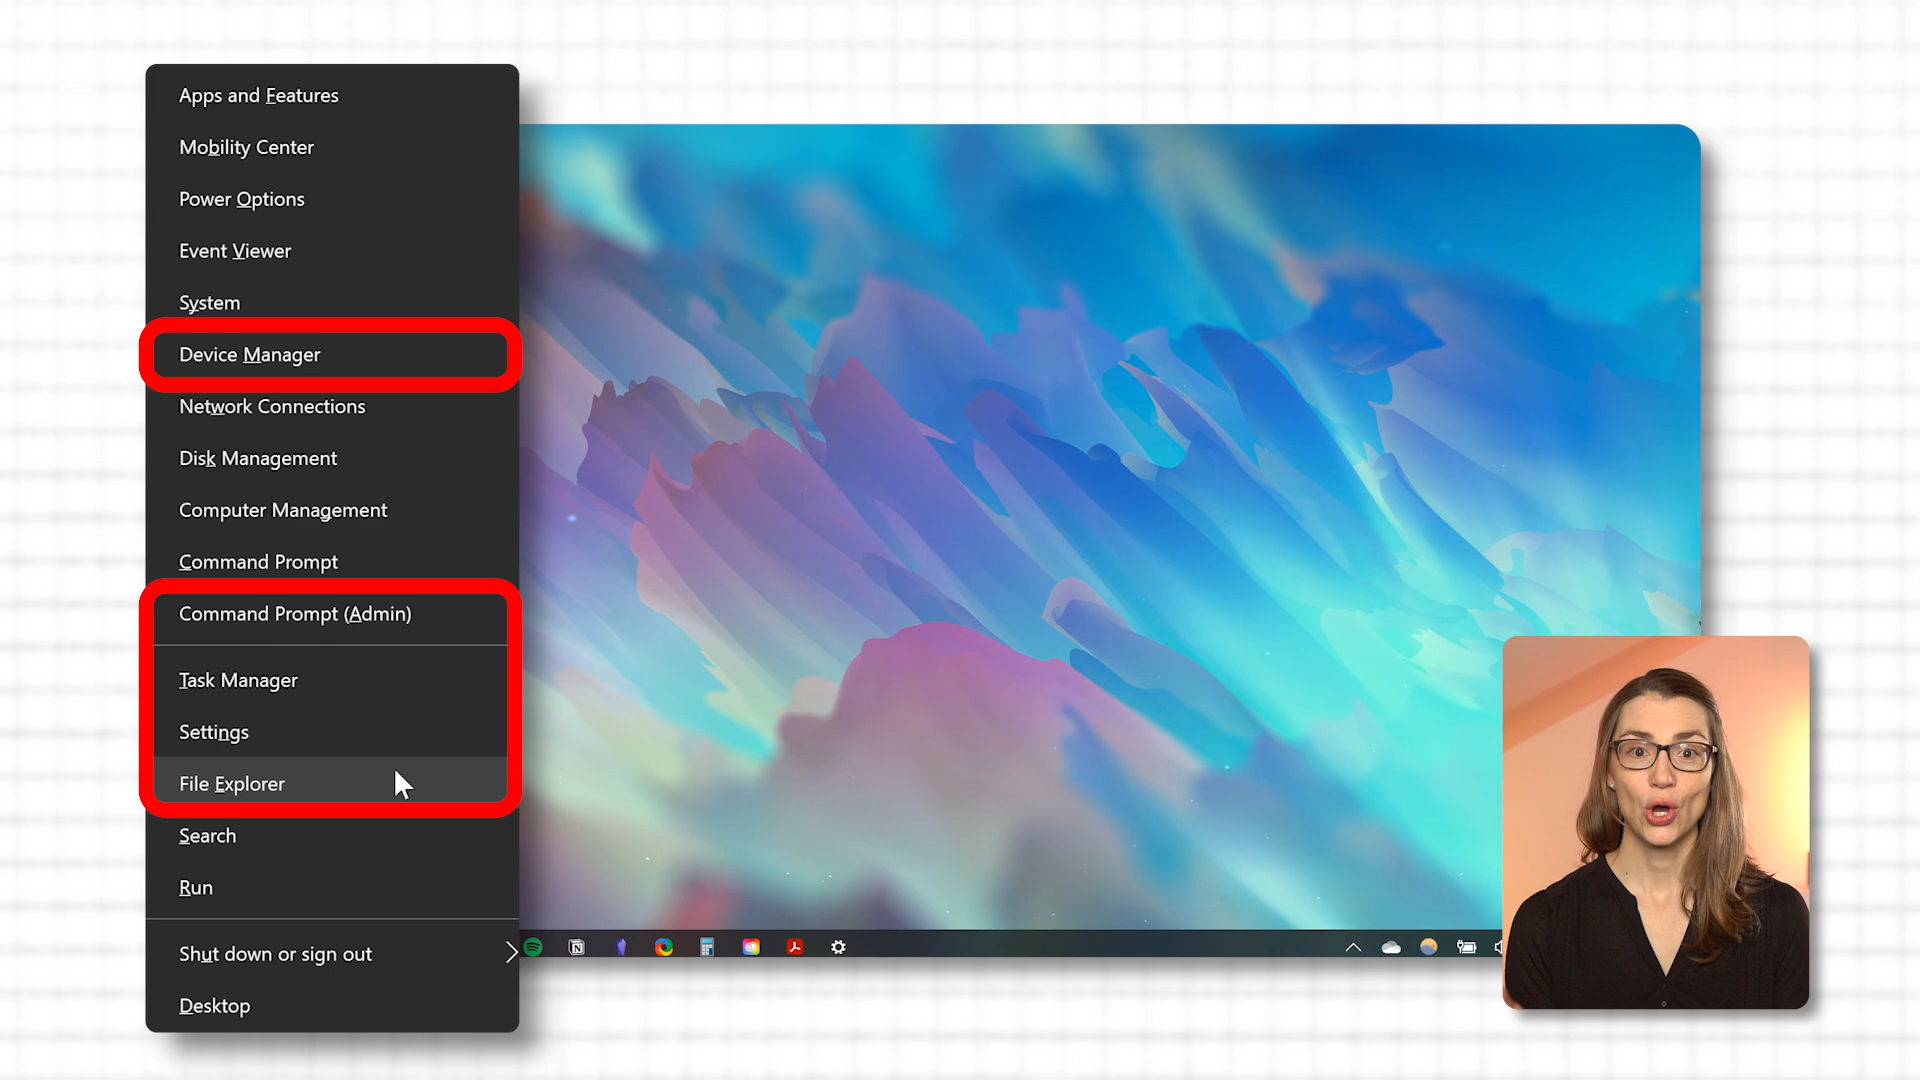 Apps and Features
Mobility Center
Power Options
Event Viewer
System
Device Manager
Network Connections
Disk Management
Computer Management
Command Prompt
Command Prompt (Admin)
Task Manager
Settings
File Explorer
Search
Run
Shut down or sign out
Desktop